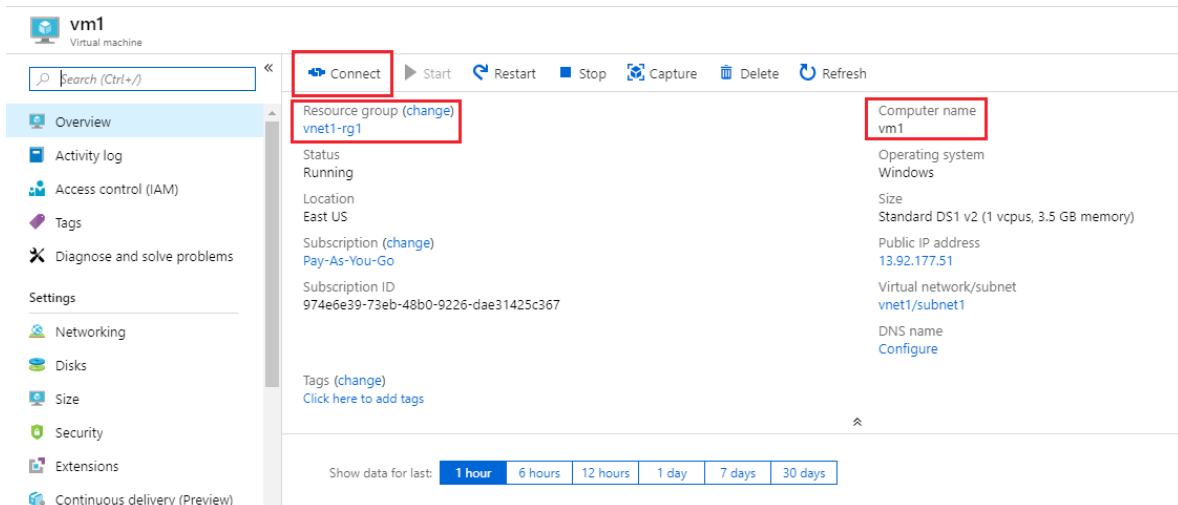 vm1
Virtual machine
Search (Ctrl+/)
«
Overview
Activity log
Access control (IAM)
Tags
Diagnose and solve problems
Settings
Networking
Disks
Size
Security
Extensions
Continuous delivery (Preview)
Connect Start Restart Stop Capture Delete Refresh
Resource group (change)
vnet1-rg1
Status
Running
Location
East US
Subscription (change)
Pay-As-You-Go
Subscription ID
974e6e39-73eb-48b0-9226-dae31425c367
Tags (change)
Click here to add tags
Computer name
vm1
Operating system
Windows
Size
Standard DS1 v2 (1 vcpus, 3.5 GB memory)
Public IP address
13.92.177.51
Virtual network/subnet
vnet1/subnet1
DNS name
Configure
Show data for last: 1 hour 6 hours 12 hours 1 day 7 days 30 days